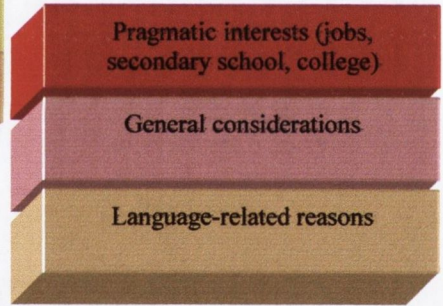 Pragmatic interests (jobs,
secondary school, college)
General considerations
Language-related reasons